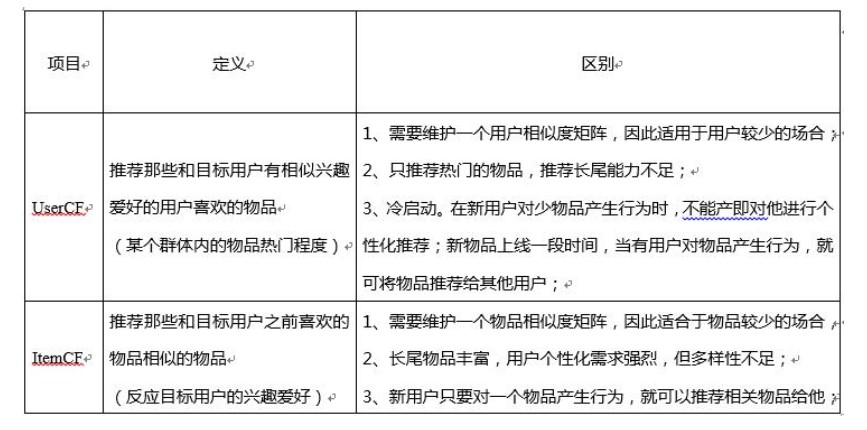 项目
定义
区别
UserCF
推荐那些和目标用户有相似兴趣
爱好的用户喜欢的物品
（某个群体内的物品热门程度）
1、需要维护一个用户相似度矩阵，因此适用于用户较少的场合；
2、只推荐热门的物品，推荐长尾能力不足；
3、冷启动。在新用户对少物品产生行为时，不能产即对他进行个
性化推荐；新物品上线一段时间，当有用户对物品产生行为，就
可将物品推荐给其他用户；
ItemCF
推荐那些和目标用户之前喜欢的
物品相似的物品
（反应目标用户的兴趣爱好）
1、需要维护一个物品相似度矩阵，因此适合于物品较少的场合；
2、长尾物品丰富，用户个性化需求强烈，但多样性不足；
3、新用户只要对一个物品产生行为，就可以推荐相关物品给他；